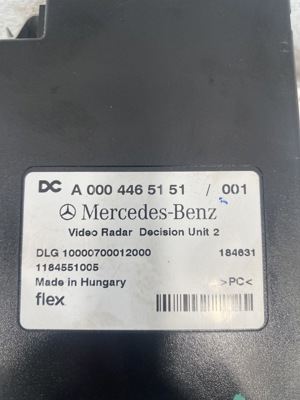 DC A 000 446 51 51 / 001
Mercedes-Benz
Video Radar Decision Unit 2
DLG 10000700012000 184631
1184551005
Made in Hungary >PC<
flex